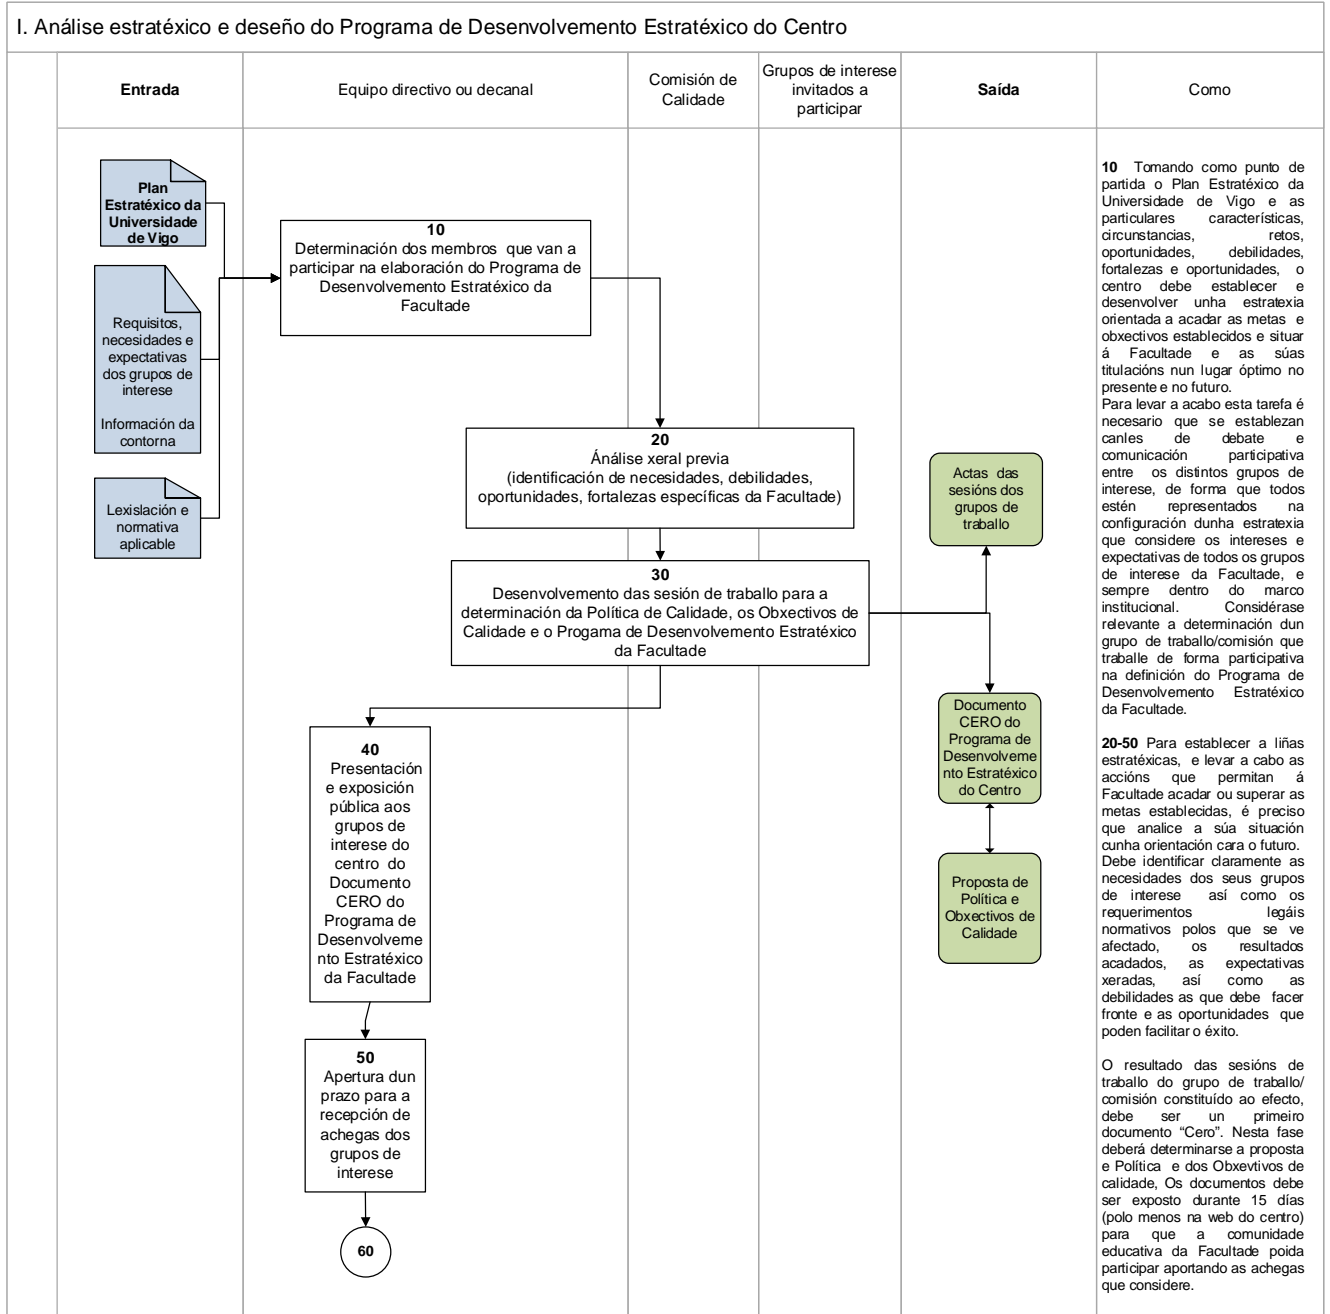 I. Análise estratéxico e deseño do Programa de Desenvolvemento Estratéxico do Centro
Entrada
Equipo directivo ou decanal
Comisión de
Calidade
Grupos de interese
invitados a
participar
Saída
Como
Plan
Estratéxico da
Universidade
de Vigo
Requisitos,
necesidades e
expectativas
dos grupos de
interese
Información da
contorna
Lexislación e
normativa
aplicable
10
Determinación dos membros que van a
participar na elaboración do Programa de
Desenvolvemento Estratéxico da
Facultade
20
Ánálise xeral previa
(identificación de necesidades, debilidades,
oportunidades, fortalezas específicas da Facultade)
30
Desenvolvemento das sesión de traballo para a
determinación da Política de Calidade, os Obxectivos de
Calidade e o Progama de Desenvolvemento Estratéxico
da Facultade
40
Presentación
e exposición
pública aos
grupos de
interese do
centro do
Documento
CERO do
Programa de
Desenvolveme
nto Estratéxico
da Facultade
50
Apertura dun
prazo para a
recepción de
achegas dos
grupos de
interese
60
Actas das
sesións dos
grupos de
traballo
Documento
CERO do
Programa de
Desenvolveme
nto Estratéxico
do Centro
Proposta de
Política e
Obxectivos de
Calidade
10 Tomando como punto de
partida o Plan Estratéxico da
Universidade de Vigo e as
particulares características,
circunstancias, retos,
oportunidades, debilidades,
fortalezas e oportunidades, o
centro debe establecer e
desenvolver unha estratexia
orientada a acadar as metas e
obxectivos establecidos e situar
á Facultade e as súas
titulacións nun lugar óptimo no
presente e no futuro.
Para levar a acabo esta tarefa é
necesario que se establezan
canles de debate e
comunicación participativa
entre os distintos grupos de
interese, de forma que todos
estén representados na
configuración dunha estratexia
que considere os intereses e
expectativas de todos os grupos
de interese da Facultade, e
sempre dentro do marco
institucional. Considérase
relevante a determinación dun
grupo de traballo/comisión que
traballe de forma participativa
na definición do Programa de
Desenvolvemento Estratéxico
da Facultade.
20-50 Para establecer a liñas
estratéxicas, e levar a cabo as
accións que permitan á
Facultade acadar ou superar as
metas establecidas, é preciso
que analice a súa situación
cunha orientación cara o futuro.
Debe identificar claramente as
necesidades dos seus grupos
de interese así como os
requerimentos legáis
normativos polos que se ve
afectado, os resultados
acadados, as expectativas
xeradas, así como as
debilidades as que debe facer
fronte e as oportunidades que
poden facilitar o éxito.
O resultado das sesións de
traballo do grupo de traballo/
comisión constituído ao efecto,
debe ser un primeiro
documento “Cero”. Nesta fase
deberá determinarse a proposta
e Política e dos Obxevtivos de
calidade, Os documentos debe
ser exposto durante 15 días
(polo menos na web do centro)
para que a comunidade
educativa da Facultade poida
participar aportando as achegas
que considere.